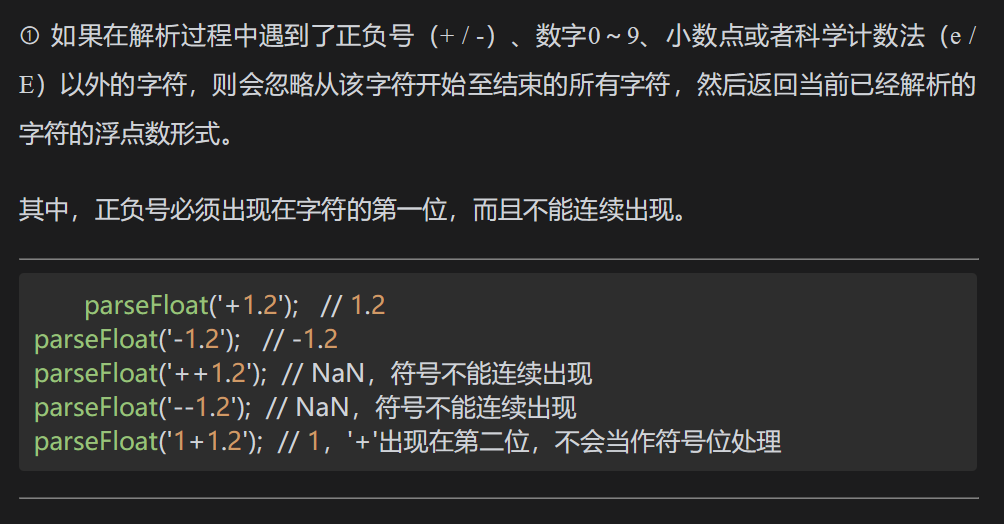 ① 如果在解析过程中遇到了正负号（+ / -）、数字0～9、小数点或者科学计数法（e /
E）以外的字符，则会忽略从该字符开始至结束的所有字符，然后返回当前已经解析的
字符的浮点数形式。
其中，正负号必须出现在字符的第一位，而且不能连续出现。
parseFloat('+1.2');   // 1.2
parseFloat('-1.2');   // -1.2
parseFloat('++1.2');  // NaN，符号不能连续出现
parseFloat('--1.2');  // NaN，符号不能连续出现
parseFloat('1+1.2');  // 1，'+'出现在第二位，不会当作符号位处理